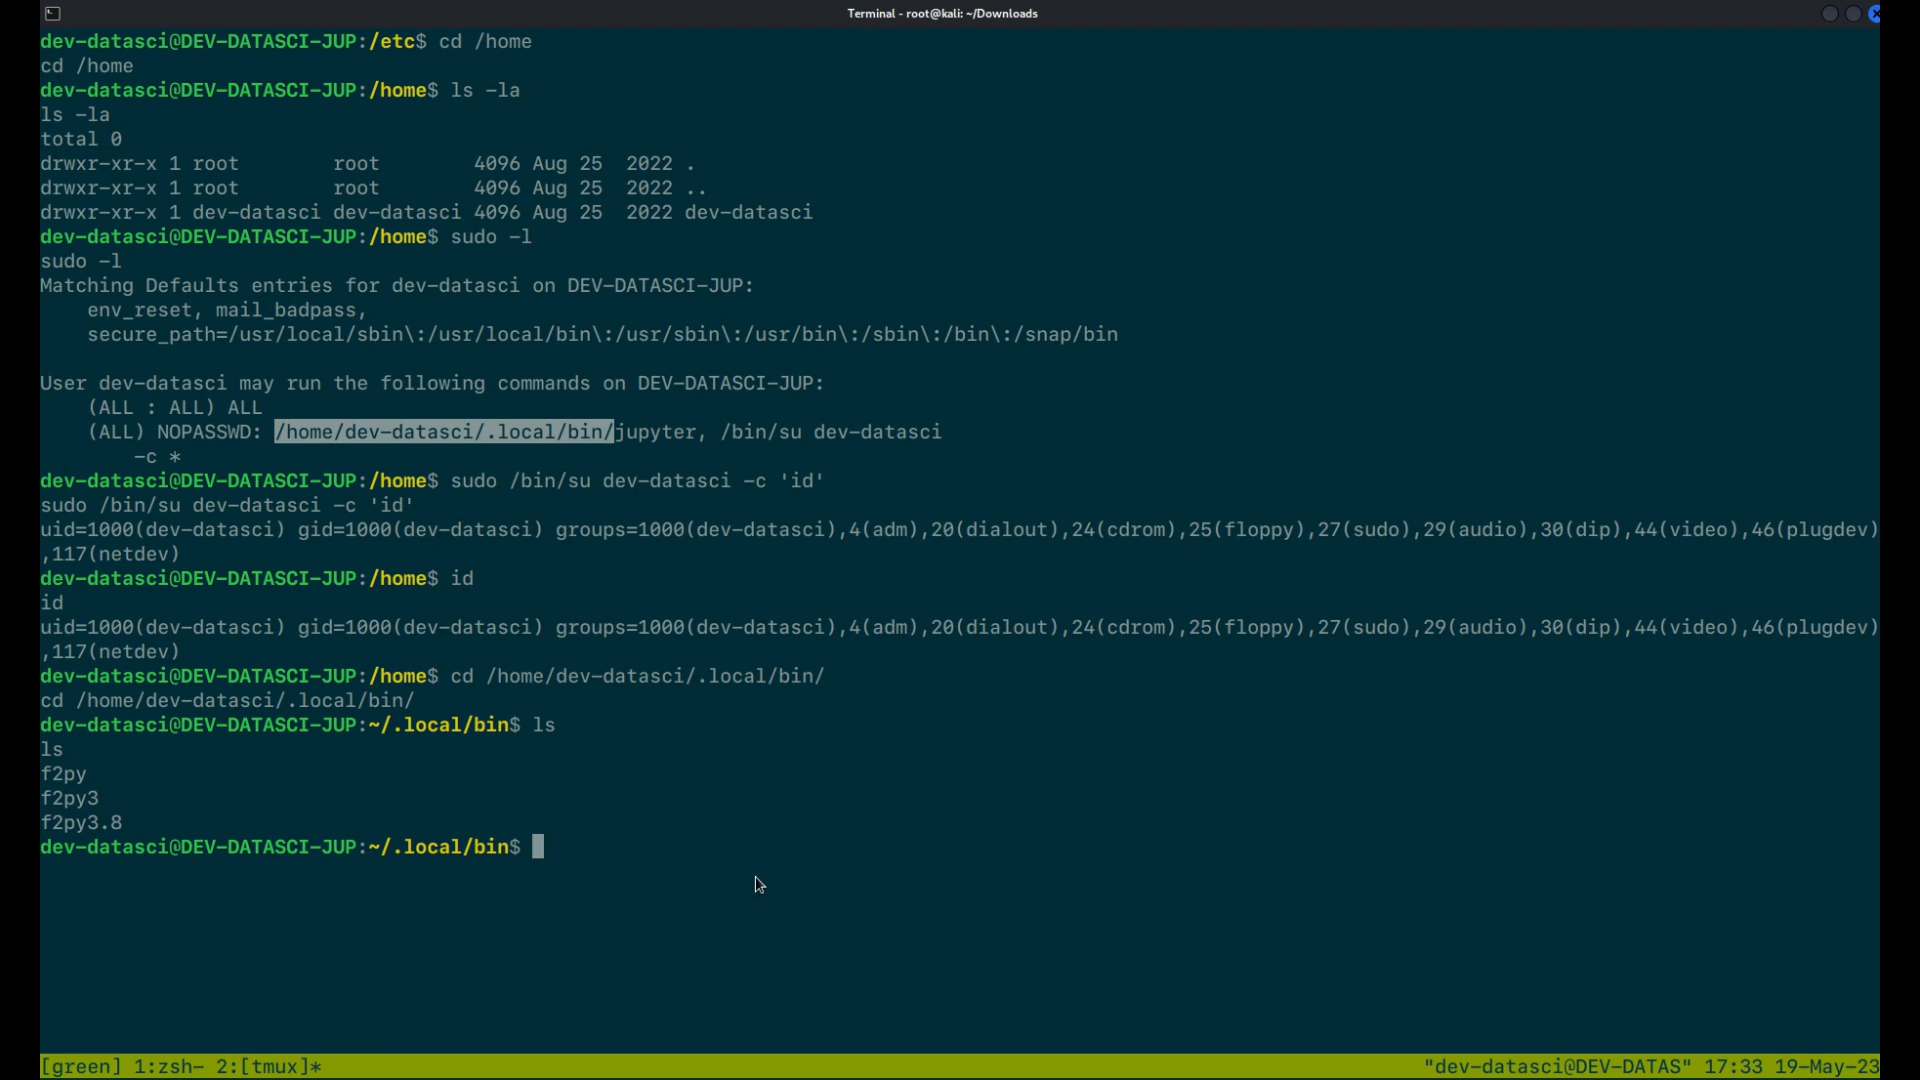 Terminal - root@kali: ~/Downloads
dev-datasci@DEV-DATASCI-JUP:/etc$ cd /home
cd /home
dev-datasci@DEV-DATASCI-JUP:/home$ ls -la
ls -la
total 0
drwxr-xr-x 1 root        root        4096 Aug 25  2022 .
drwxr-xr-x 1 root        root        4096 Aug 25  2022 ..
drwxr-xr-x 1 dev-datasci dev-datasci 4096 Aug 25  2022 dev-datasci
dev-datasci@DEV-DATASCI-JUP:/home$ sudo -l
sudo -l
Matching Defaults entries for dev-datasci on DEV-DATASCI-JUP:
    env_reset, mail_badpass,
    secure_path=/usr/local/sbin\:/usr/local/bin\:/usr/sbin\:/usr/bin\:/sbin\:/bin\:/snap/bin
User dev-datasci may run the following commands on DEV-DATASCI-JUP:
    (ALL : ALL) ALL
    (ALL) NOPASSWD: /home/dev-datasci/.local/bin/jupyter, /bin/su dev-datasci
        -c *
dev-datasci@DEV-DATASCI-JUP:/home$ sudo /bin/su dev-datasci -c 'id'
sudo /bin/su dev-datasci -c 'id'
uid=1000(dev-datasci) gid=1000(dev-datasci) groups=1000(dev-datasci),4(adm),20(dialout),24(cdrom),25(floppy),27(sudo),29(audio),30(dip),44(video),46(plugdev)
,117(netdev)
dev-datasci@DEV-DATASCI-JUP:/home$ id
id
uid=1000(dev-datasci) gid=1000(dev-datasci) groups=1000(dev-datasci),4(adm),20(dialout),24(cdrom),25(floppy),27(sudo),29(audio),30(dip),44(video),46(plugdev)
,117(netdev)
dev-datasci@DEV-DATASCI-JUP:/home$ cd /home/dev-datasci/.local/bin/
cd /home/dev-datasci/.local/bin/
dev-datasci@DEV-DATASCI-JUP:~/.local/bin$ ls
ls
f2py
f2py3
f2py3.8
dev-datasci@DEV-DATASCI-JUP:~/.local/bin$
[green] 1:zsh- 2:[tmux]* "dev-datasci@DEV-DATAS" 17:33 19-May-23